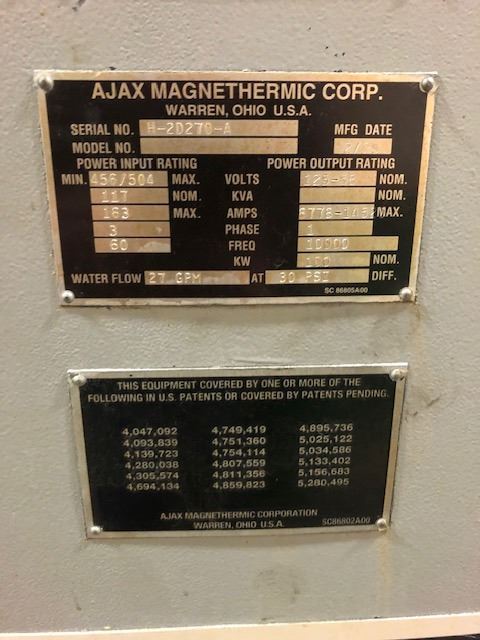 AJAX MAGNETHERMIC CORP.
WARREN, OHIO U.S.A.
SERIAL NO. H-2D270-A MFG DATE
MODEL NO.
POWER INPUT RATING POWER OUTPUT RATING
MIN. 456/504 MAX. VOLTS NOM.
117 NOM. KVA NOM.
163 MAX. AMPS MAX.
3 PHASE 1
60 FREQ 10000
KW 100 NOM.
WATER FLOW 27 GPM AT 30 PSI DIFF.
SC 86805A00
THIS EQUIPMENT COVERED BY ONE OR MORE OF THE
FOLLOWING IN U.S. PATENTS OR COVERED BY PATENTS PENDING.
4,047,092 4,749,419 4,895,736
4,093,839 4,751,360 5,025,122
4,139,723 4,754,114 5,034,586
4,280,038 4,807,559 5,133,402
4,305,574 4,811,356 5,156,683
4,694,134 4,859,823 5,280,495
AJAX MAGNETHERMIC CORPORATION
WARREN, OHIO U.S.A.
SC86802A00